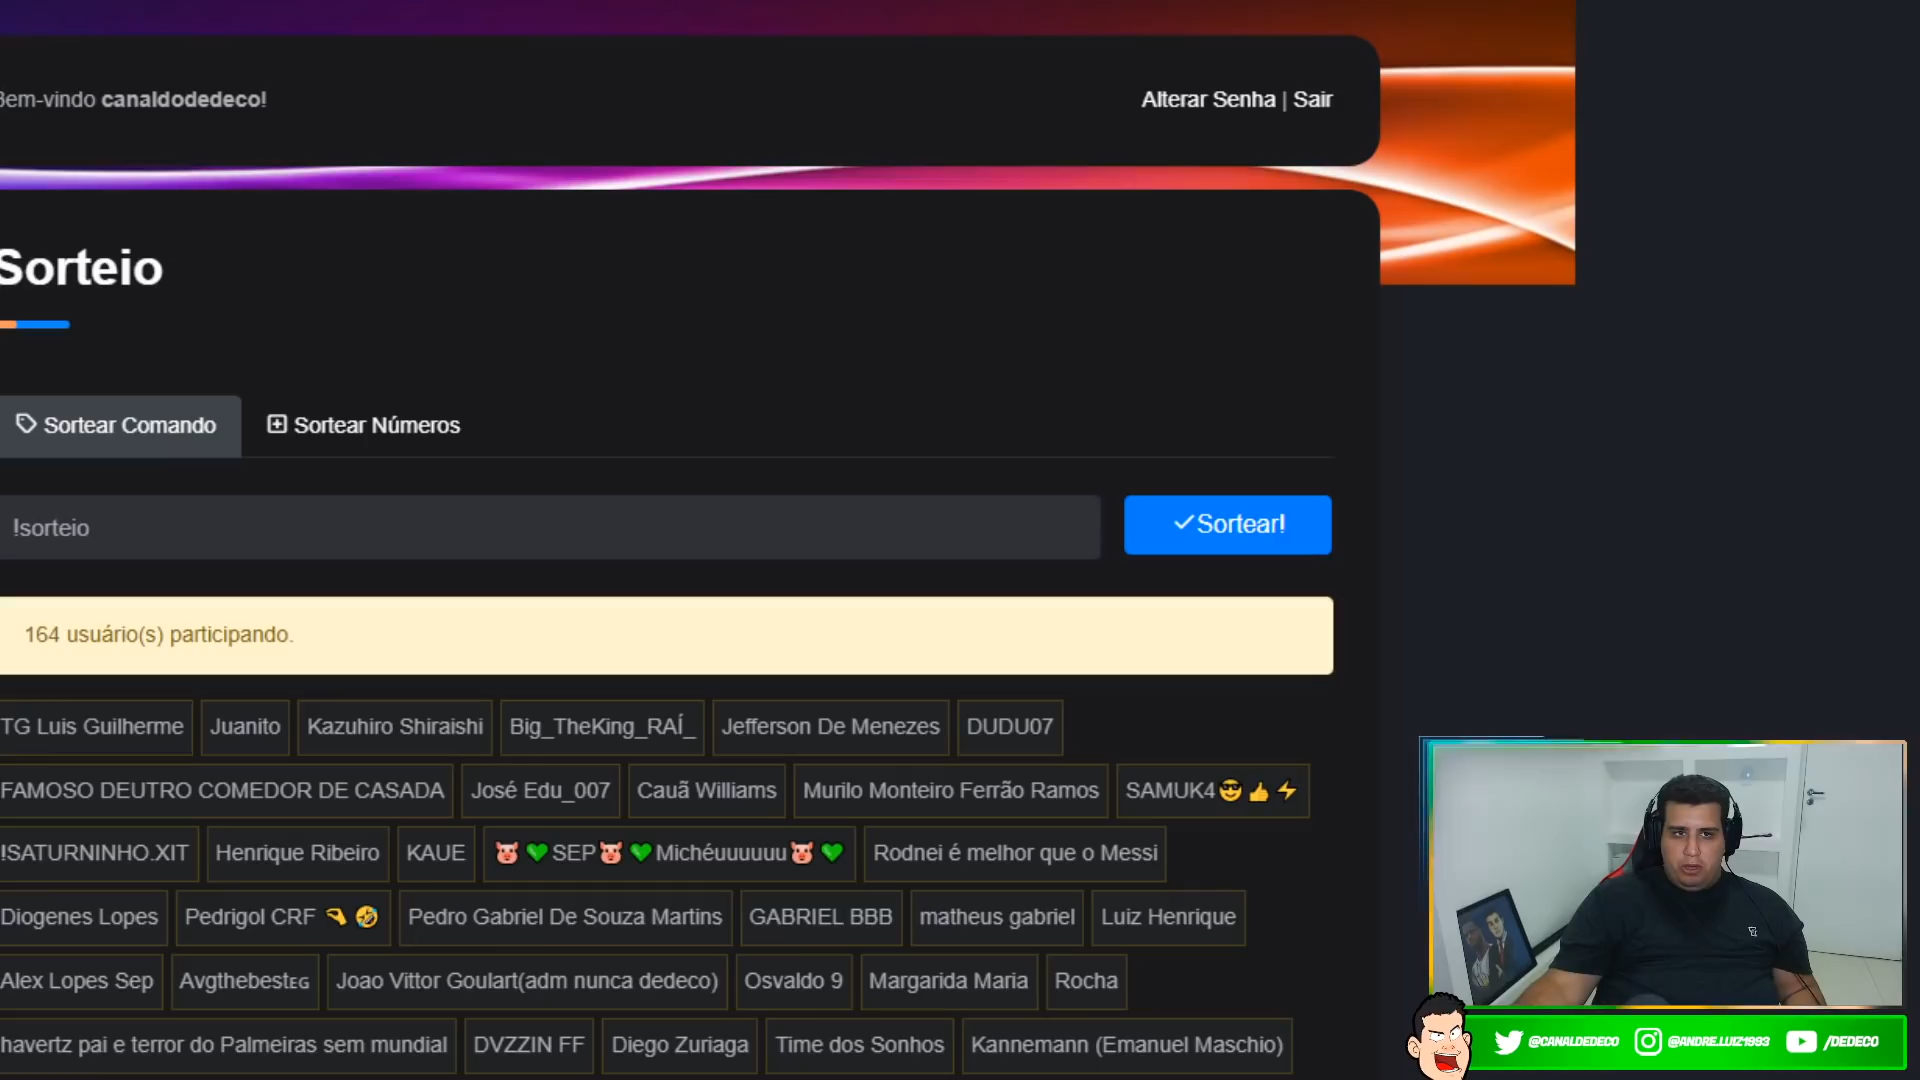 Bem-vindo canaldodedeco!
Alterar Senha | Sair
Sorteio
Sortear Comando
Sortear Números
!sorteio
Sortear!
164 usuário(s) participando.
TG Luis Guilherme Juanito Kazuhiro Shiraishi Big_TheKing_RAÍ_ Jefferson De Menezes DUDU07
FAMOSO DEUTRO COMEDOR DE CASADA José Edu_007 Cauã Williams Murilo Monteiro Ferrão Ramos SAMUK4😎👍⚡
!SATURNINHO.XIT Henrique Ribeiro KAUE 🐷💚SEP🐷💚Michéuuuuuu🐷💚 Rodnei é melhor que o Messi
Diogenes Lopes Pedrigol CRF 🔫🤣 Pedro Gabriel De Souza Martins GABRIEL BBB matheus gabriel Luiz Henrique
Alex Lopes Sep Avgthebestᴇɢ Joao Vittor Goulart(adm nunca dedeco) Osvaldo 9 Margarida Maria Rocha
havertz pai e terror do Palmeiras sem mundial DVZZIN FF Diego Zuriaga Time dos Sonhos Kannemann (Emanuel Maschio)
@CANALDEDECO @ANDRE.LUIZ1993 /DEDECO